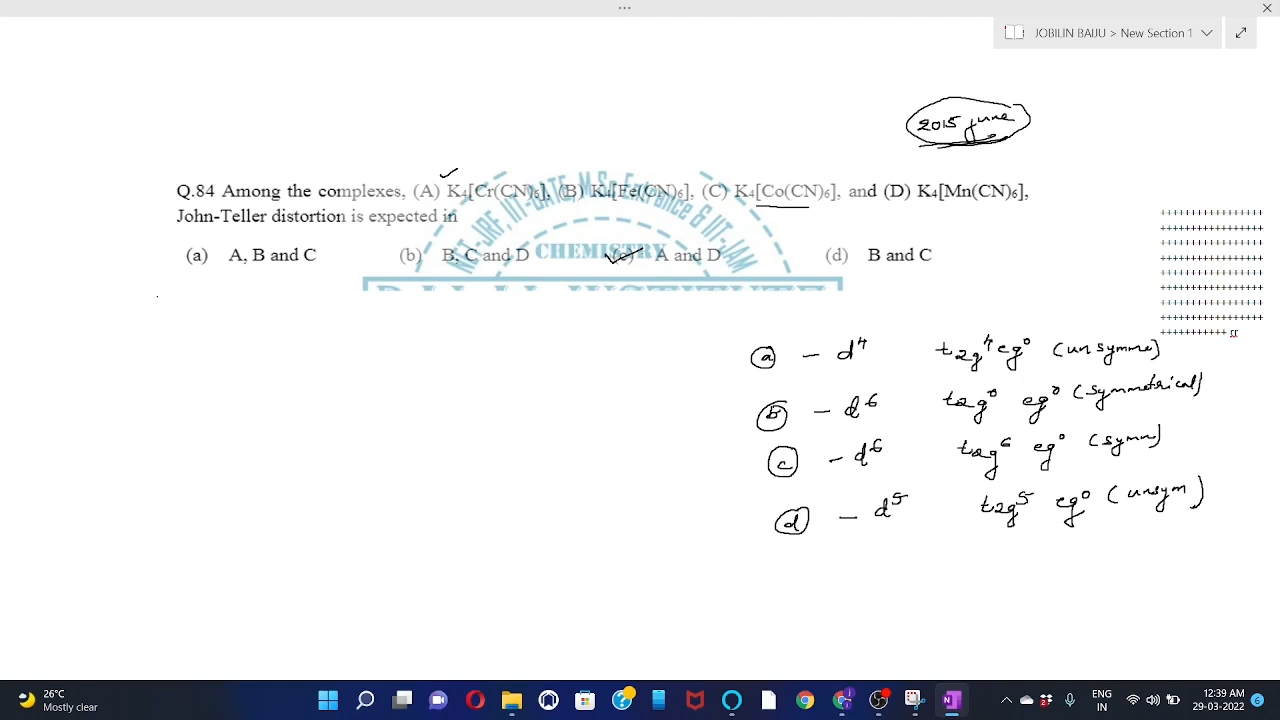 JOBILIN BAIJU > New Section 1
2015 june
Q.84 Among the complexes, (A) K₄[Cr(CN)₆], (B) K₄[Fe(CN)₆], (C) K₄[Co(CN)₆], and (D) K₄[Mn(CN)₆],
John-Teller distortion is expected in
(a) A, B and C (b) B, C and D (c) A and D (d) B and C
CHEMISTRY
++++++++++++++++++
++++++++++++++++++
++++++++++++++++++
++++++++++++++++++
++++++++++++++++++
++++++++++++++++++
++++++++++++++++++
++++++++++++++++++
++++++++++++ rr
a - d⁴ t₂g⁴ eg⁰ (unsymme)
b - d⁶ t₂g⁶ eg⁰ (symmetrical)
c - d⁶ t₂g⁶ eg⁰ (symm)
d - d⁵ t₂g⁵ eg⁰ (unsym)
26°C
Mostly clear
ENG
IN
12:39 AM
29-03-2022
6